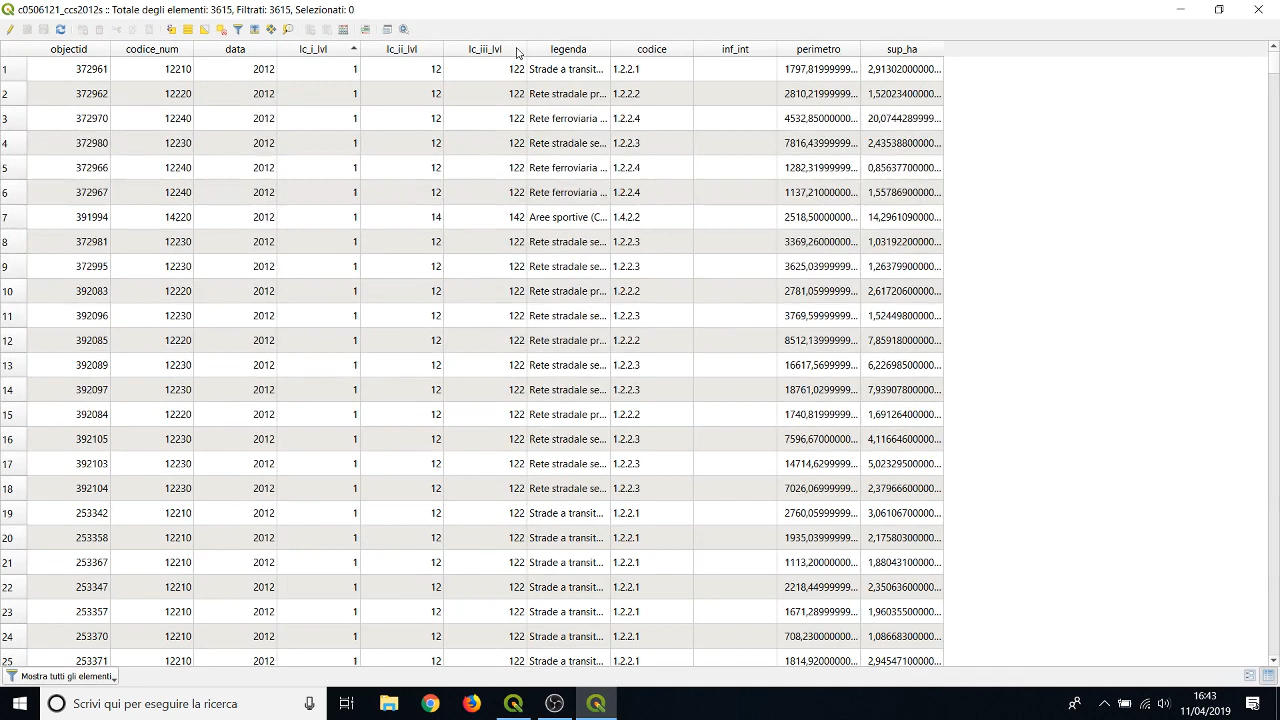 c0506121_ccs2012s :: Totale degli elementi: 3615, Filtrati: 3615, Selezionati: 0
objectid codice_num data lc_i_lvl lc_ii_lvl lc_iii_lvl legenda codice inf_int perimetro sup_ha
1 372961 12210 2012 1 12 122 Strade a transit... 1.2.2.1 1797,81999999... 2,91302000000...
2 372962 12220 2012 1 12 122 Rete stradale pr... 1.2.2.2 2810,21999999... 1,52023400000...
3 372970 12240 2012 1 12 122 Rete ferroviaria ... 1.2.2.4 4532,85000000... 20,0744289999...
4 372980 12230 2012 1 12 122 Rete stradale se... 1.2.2.3 7816,43999999... 2,43538800000...
5 372966 12240 2012 1 12 122 Rete ferroviaria ... 1.2.2.4 1282,31999999... 0,85637700000...
6 372967 12240 2012 1 12 122 Rete ferroviaria ... 1.2.2.4 1137,21000000... 1,55786900000...
7 391994 14220 2012 1 14 142 Aree sportive (C... 1.4.2.2 2518,50000000... 14,2961090000...
8 372981 12230 2012 1 12 122 Rete stradale se... 1.2.2.3 3369,26000000... 1,03192200000...
9 372995 12230 2012 1 12 122 Rete stradale se... 1.2.2.3 3625,03999999... 1,26379900000...
10 392083 12220 2012 1 12 122 Rete stradale pr... 1.2.2.2 2781,05999999... 2,61720600000...
11 392096 12230 2012 1 12 122 Rete stradale se... 1.2.2.3 3769,59999999... 1,52449800000...
12 392085 12220 2012 1 12 122 Rete stradale pr... 1.2.2.2 8512,13999999... 7,85918000000...
13 392089 12230 2012 1 12 122 Rete stradale se... 1.2.2.3 16617,5699999... 6,22698500000...
14 392097 12230 2012 1 12 122 Rete stradale se... 1.2.2.3 18761,0299999... 7,93907800000...
15 392084 12220 2012 1 12 122 Rete stradale pr... 1.2.2.2 1740,81999999... 1,69126400000...
16 392105 12230 2012 1 12 122 Rete stradale se... 1.2.2.3 7596,67000000... 4,11664600000...
17 392103 12230 2012 1 12 122 Rete stradale se... 1.2.2.3 14714,6299999... 5,02329500000...
18 392104 12230 2012 1 12 122 Rete stradale se... 1.2.2.3 7026,06999999... 2,37966600000...
19 253342 12210 2012 1 12 122 Strade a transit... 1.2.2.1 2760,05999999... 3,06106700000...
20 253358 12210 2012 1 12 122 Strade a transit... 1.2.2.1 1935,03999999... 2,17580300000...
21 253367 12210 2012 1 12 122 Strade a transit... 1.2.2.1 1113,20000000... 1,88043100000...
22 253347 12210 2012 1 12 122 Strade a transit... 1.2.2.1 2218,44999999... 2,35063600000...
23 253357 12210 2012 1 12 122 Strade a transit... 1.2.2.1 1671,28999999... 1,96035500000...
24 253370 12210 2012 1 12 122 Strade a transit... 1.2.2.1 708,230000000... 1,08668300000...
25 253371 12210 2012 1 12 122 Strade a transit... 1.2.2.1 1814,92000000... 2,94547100000...
Mostra tutti gli elementi
Scrivi qui per eseguire la ricerca
16:43
11/04/2019